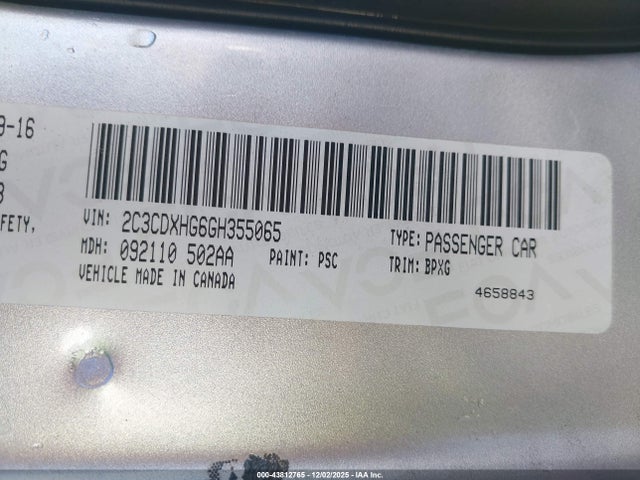 9-16
G
3
FETY,
VIN: 2C3CDXHG6GH355065
MDH: 092110 502AA PAINT: PSC
VEHICLE MADE IN CANADA
TYPE: PASSENGER CAR
TRIM: BPXG
4658843
©-43812765 - 12/02/2025 - IAA Inc.